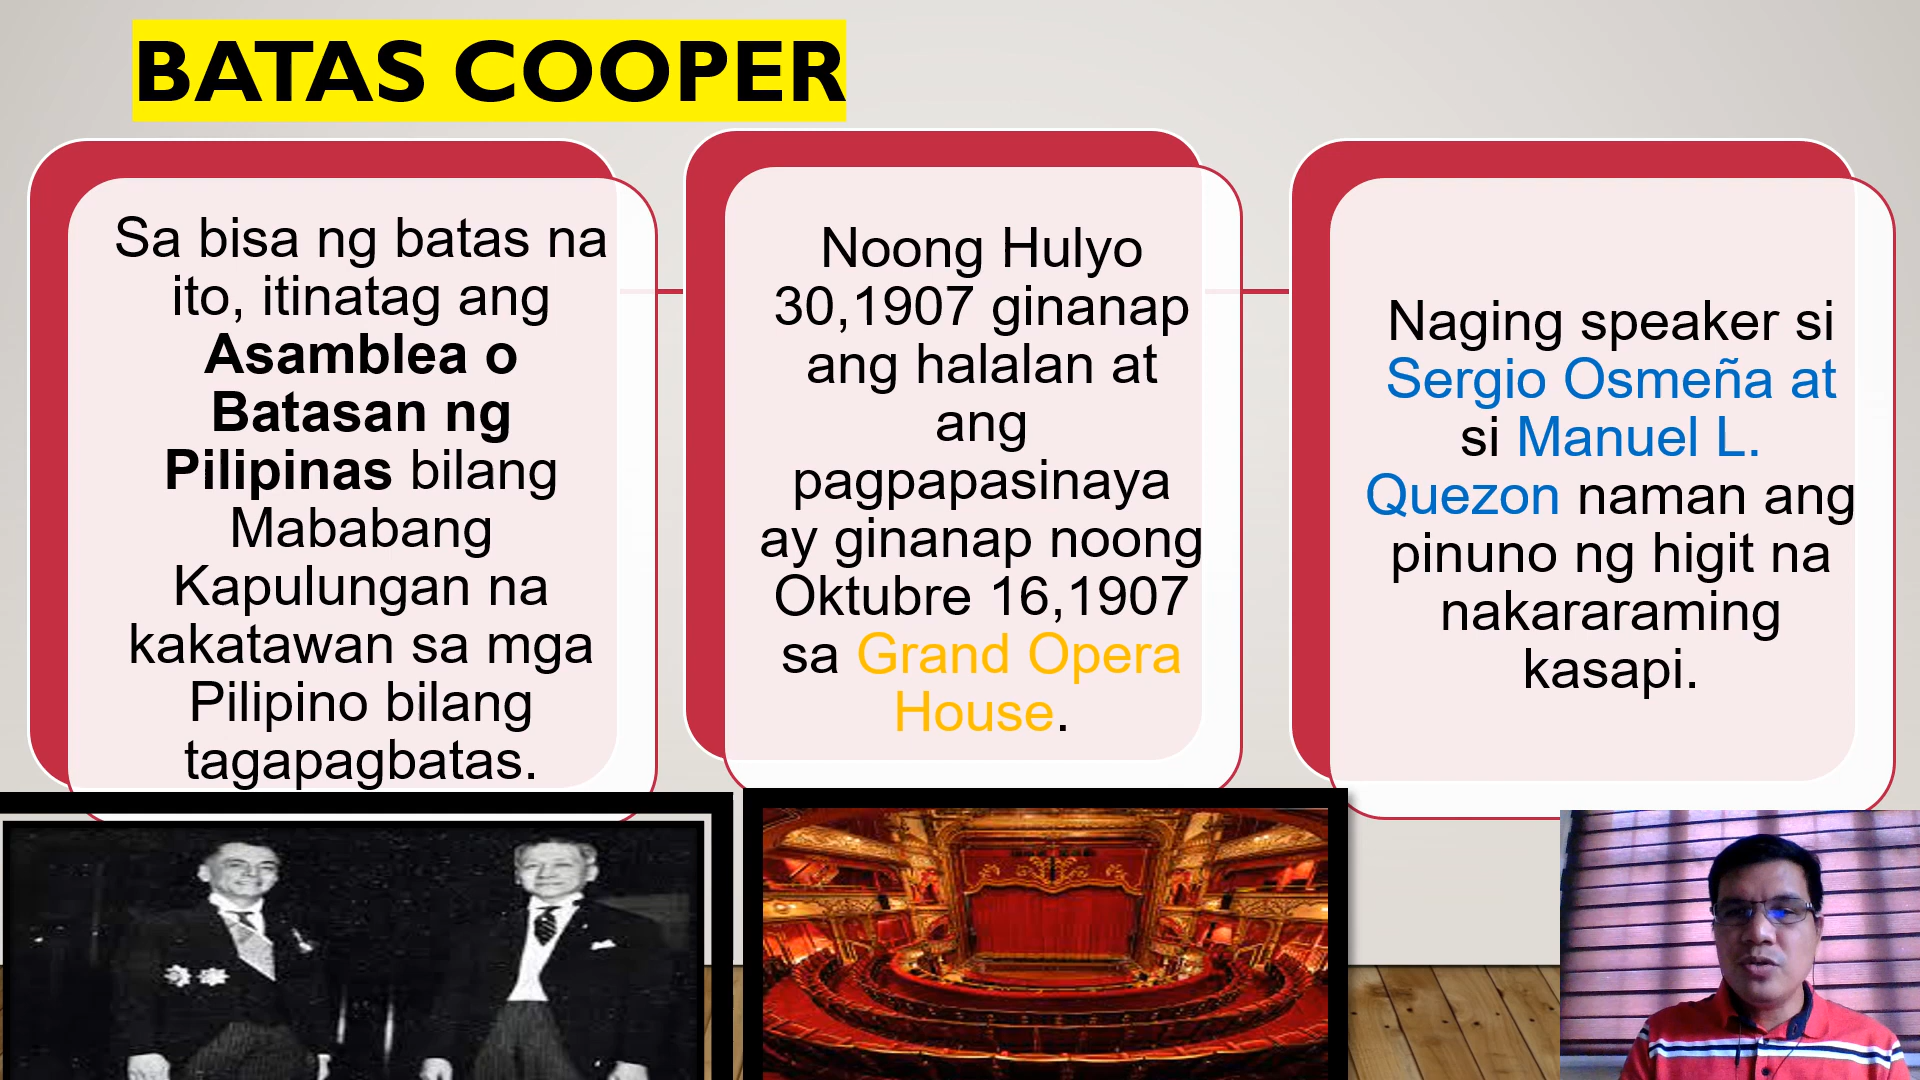 BATAS COOPER
Sa bisa ng batas na
ito, itinatag ang
Asamblea o
Batasan ng
Pilipinas bilang
Mababang
Kapulungan na
kakatawan sa mga
Pilipino bilang
tagapagbatas.
Noong Hulyo
30,1907 ginanap
ang halalan at
ang
pagpapasinaya
ay ginanap noong
Oktubre 16,1907
sa Grand Opera
House.
Naging speaker si
Sergio Osmeña at
si Manuel L.
Quezon naman ang
pinuno ng higit na
nakararaming
kasapi.